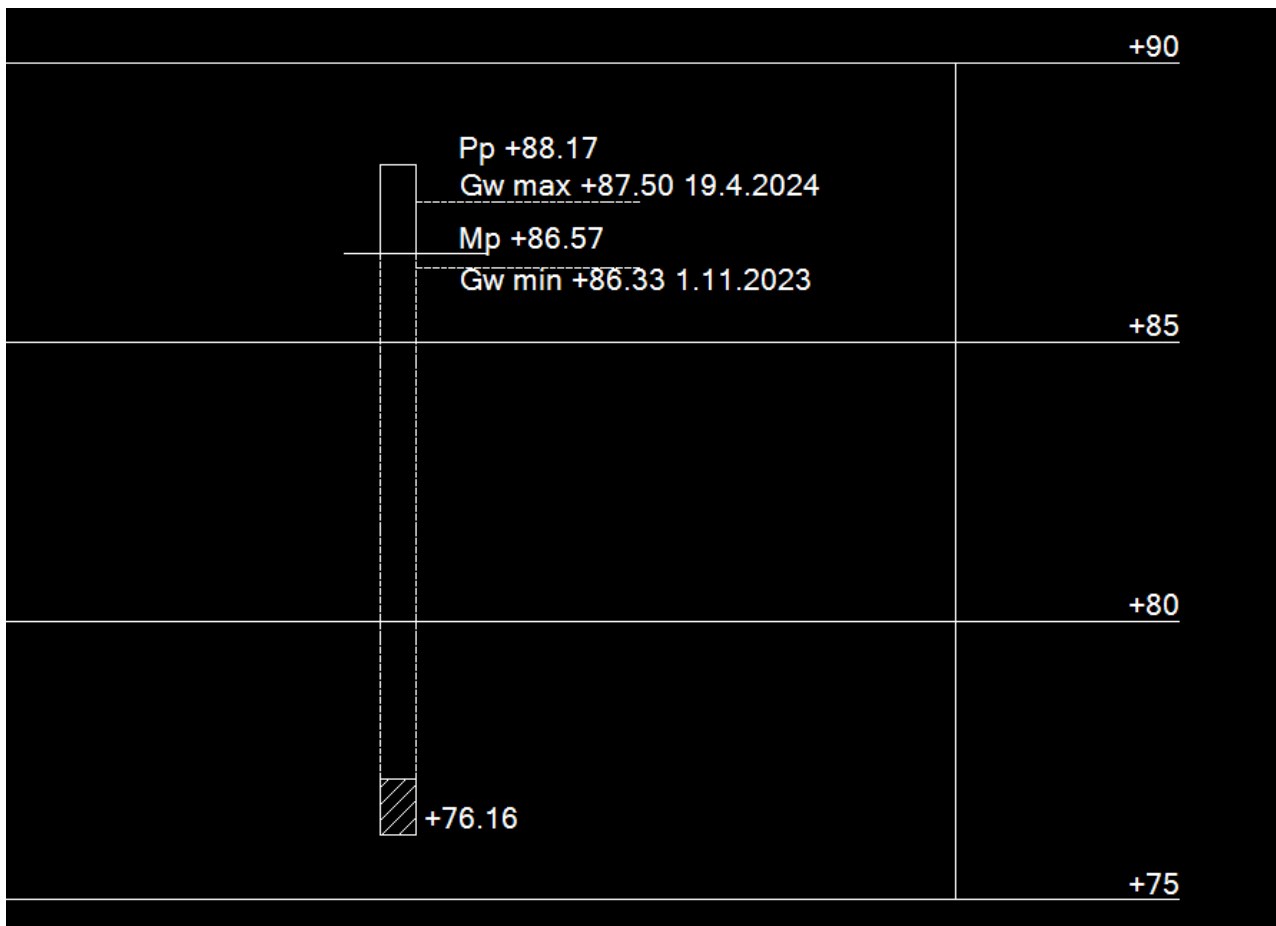 +90
Pp +88.17
Gw max +87.50 19.4.2024
Mp +86.57
Gw min +86.33 1.11.2023
+85
+80
+76.16
+75